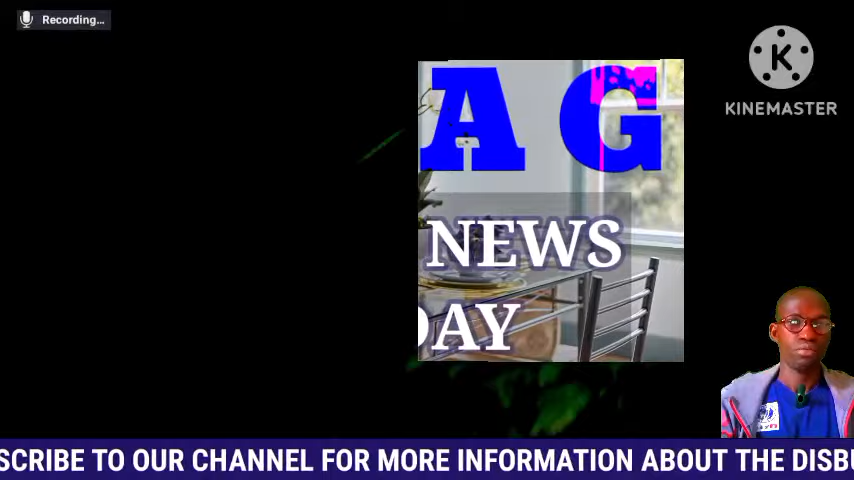 Recording...
A G
NEWS
DAY
KINEMASTER
SCRIBE TO OUR CHANNEL FOR MORE INFORMATION ABOUT THE DISBU